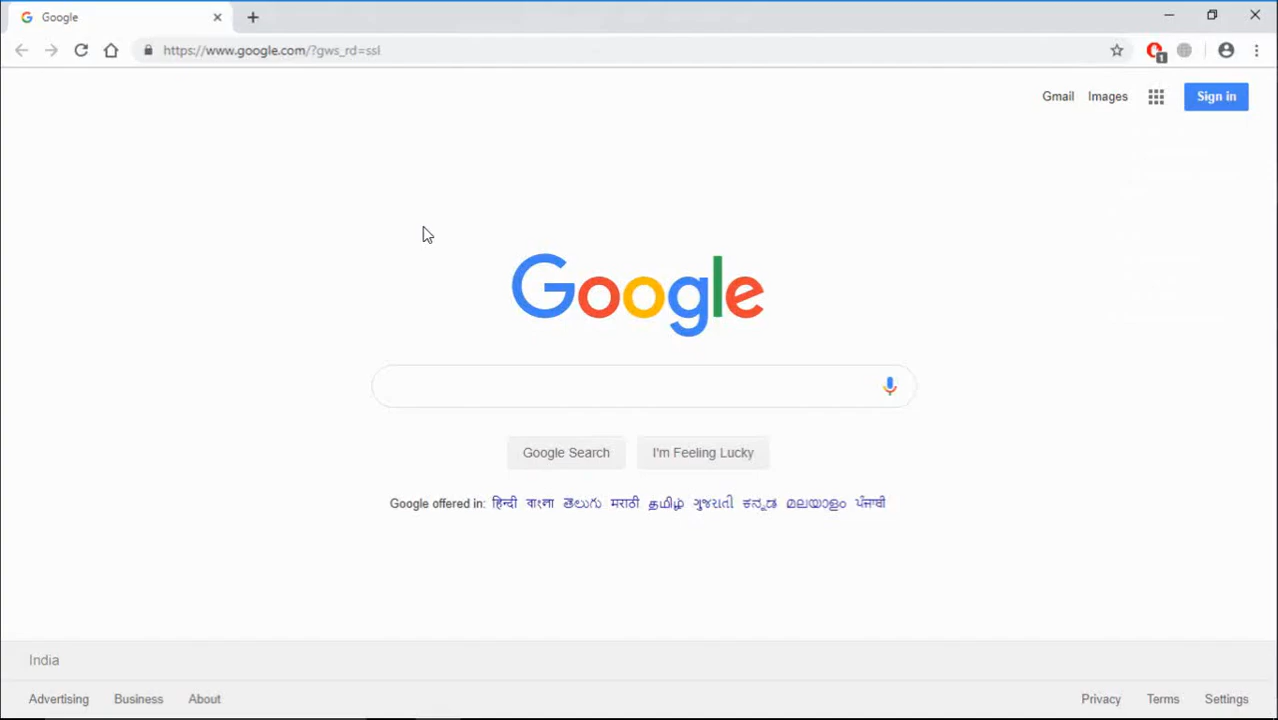 Google
https://www.google.com/?gws_rd=ssl
1
Gmail Images Sign in
Google
Google Search I'm Feeling Lucky
Google offered in: हिन्दी বাংলা తెలుగు मराठी தமிழ் ગુજરાતી ಕನ್ನಡ മലയാളം ਪੰਜਾਬੀ
India
Advertising Business About Privacy Terms Settings